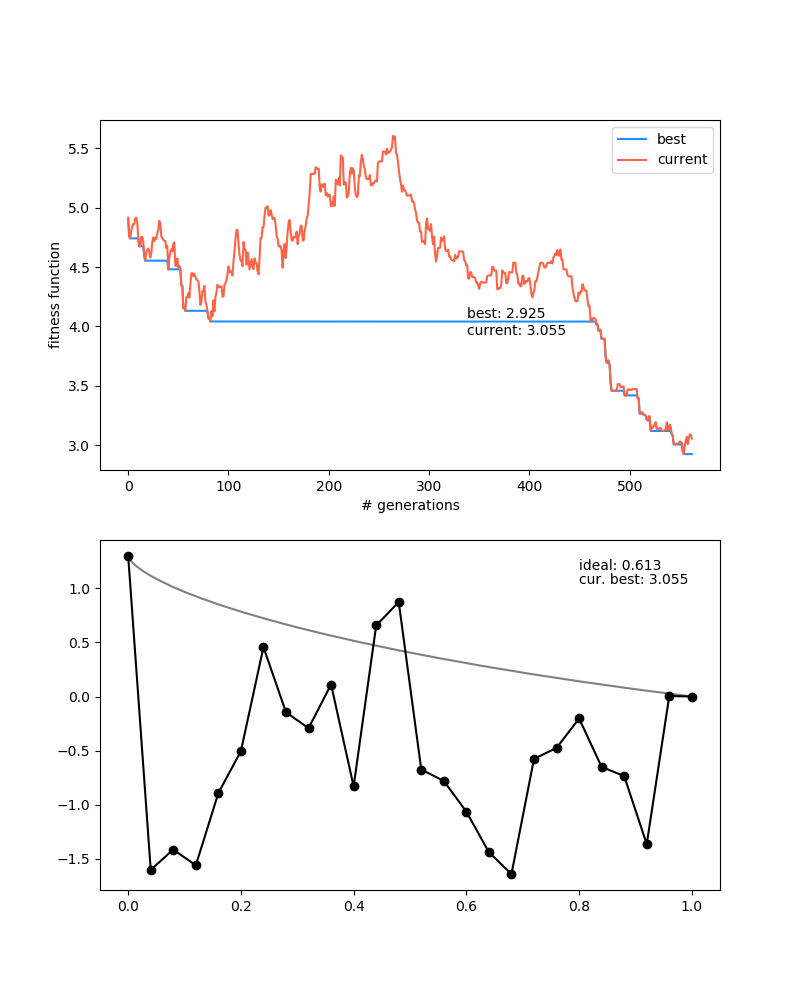 best
current
5.5
5.0
4.5
4.0
3.5
3.0
fitness function
best: 2.925
current: 3.055
0 100 200 300 400 500
# generations
ideal: 0.613
cur. best: 3.055
1.0
0.5
0.0
−0.5
−1.0
−1.5
0.0 0.2 0.4 0.6 0.8 1.0